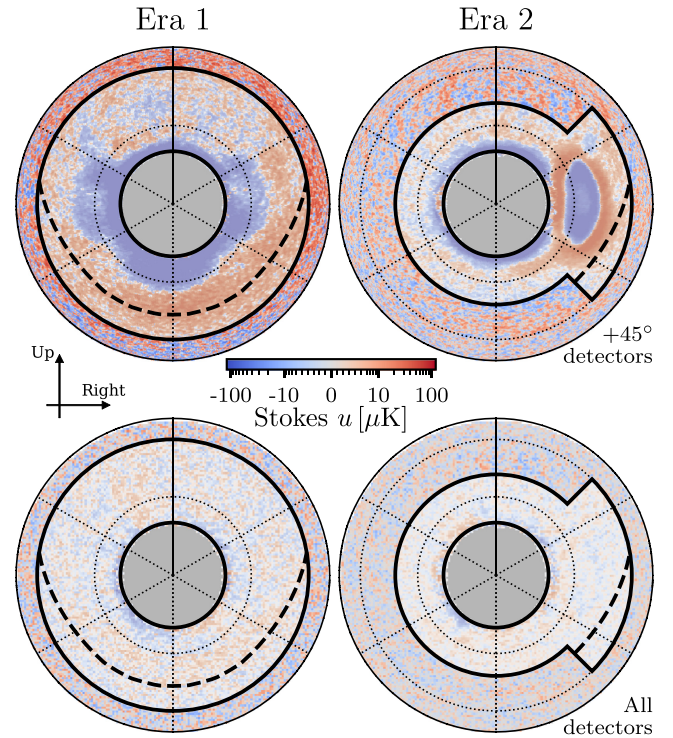 Era 1
Era 2
+45°
detectors
Up
Right
-100 -10 0 10 100
Stokes u [μK]
All
detectors